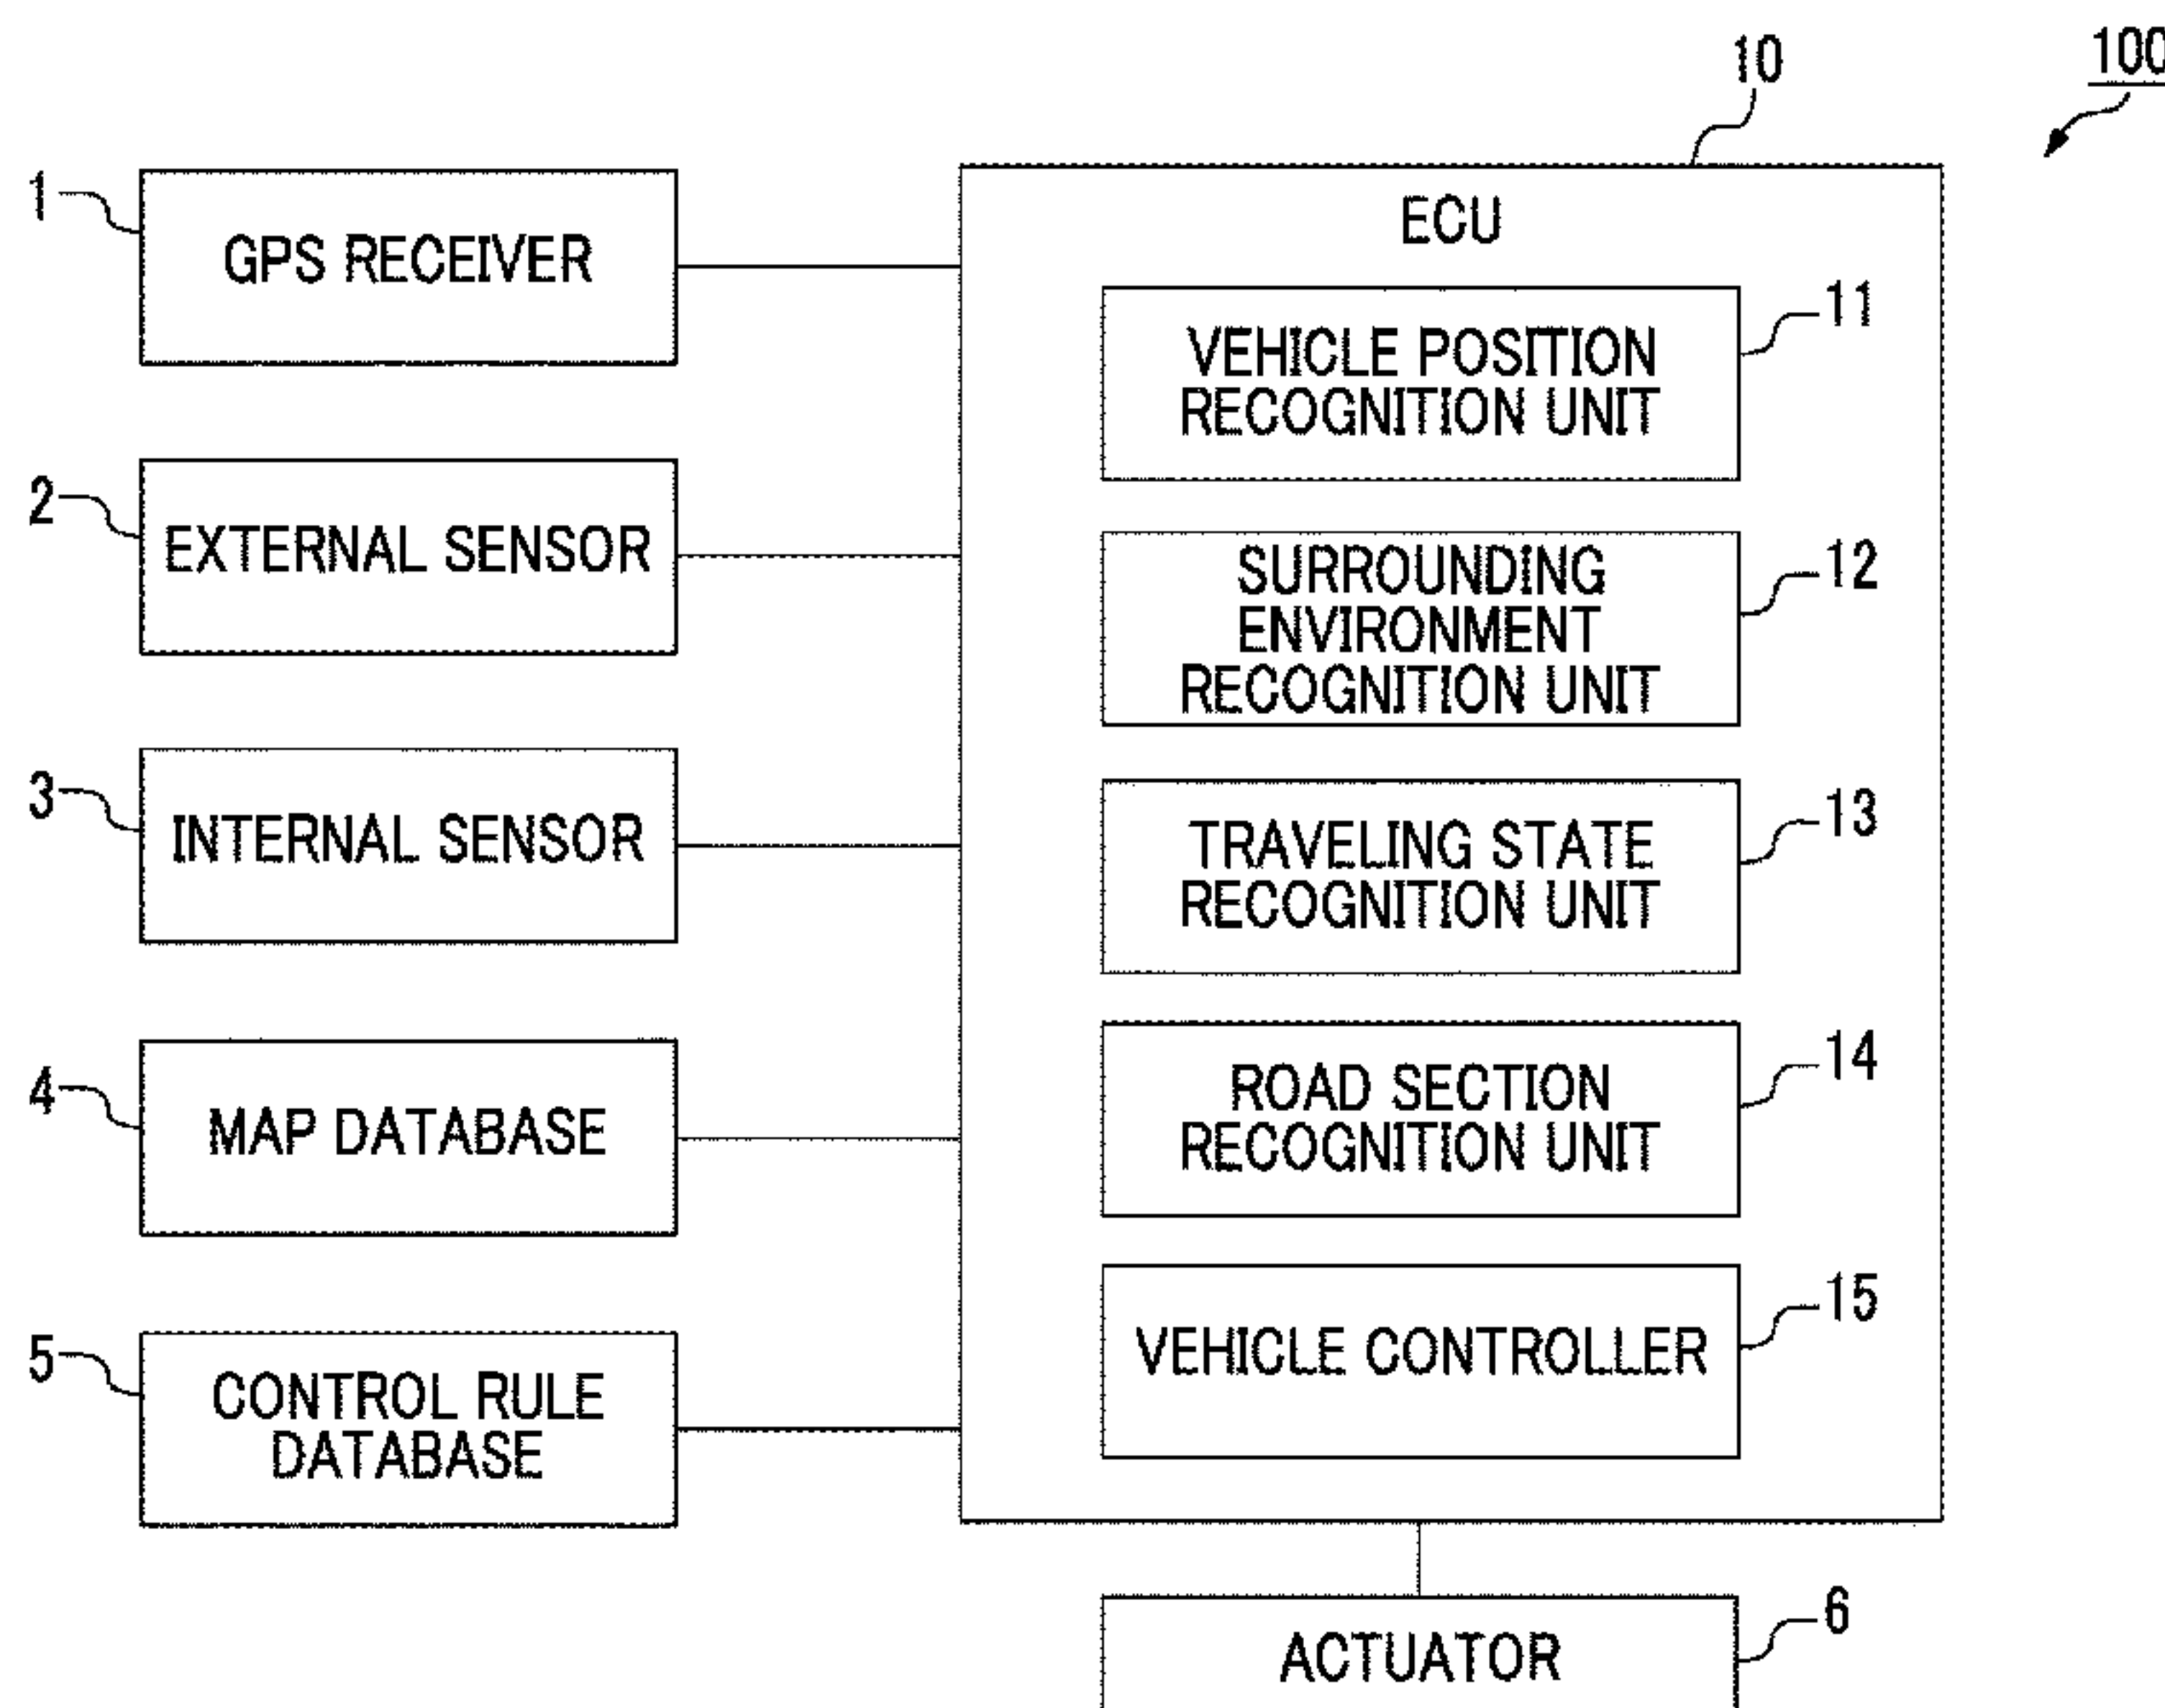 100
10
ECU
1
GPS RECEIVER
2
EXTERNAL SENSOR
3
INTERNAL SENSOR
4
MAP DATABASE
5
CONTROL RULE
DATABASE
11
VEHICLE POSITION
RECOGNITION UNIT
12
SURROUNDING
ENVIRONMENT
RECOGNITION UNIT
13
TRAVELING STATE
RECOGNITION UNIT
14
ROAD SECTION
RECOGNITION UNIT
15
VEHICLE CONTROLLER
6
ACTUATOR